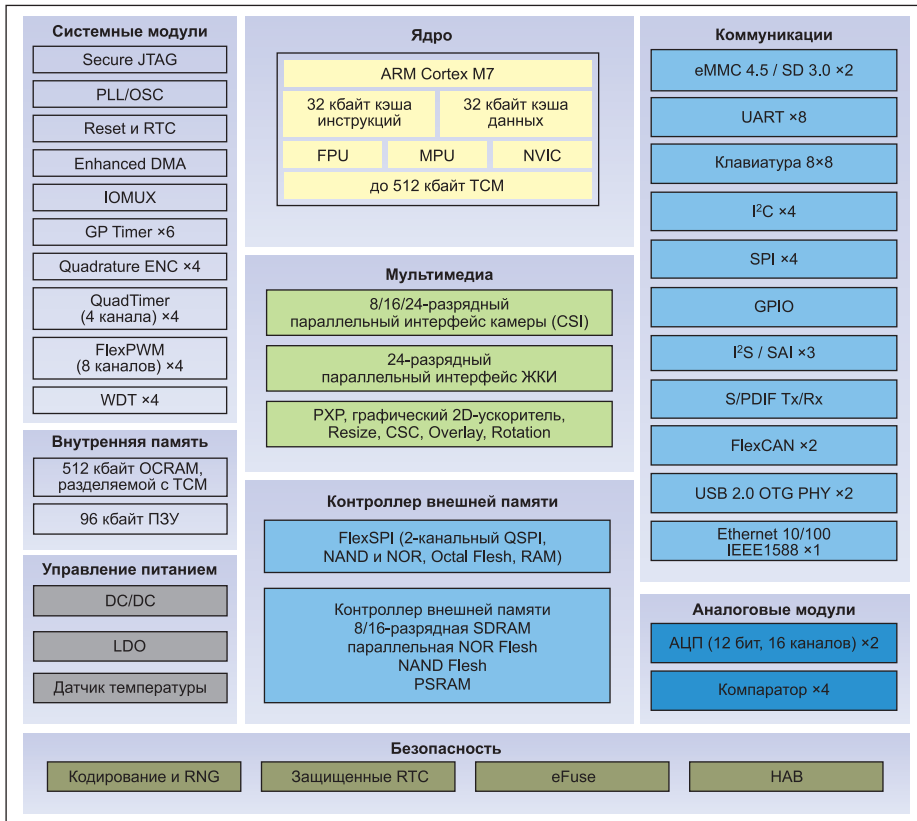 Системные модули
Secure JTAG
PLL/OSC
Reset и RTC
Enhanced DMA
IOMUX
GP Timer ×6
Quadrature ENC ×4
QuadTimer
(4 канала) ×4
FlexPWM
(8 каналов) ×4
WDT ×4
Внутренняя память
512 кбайт OCRAM,
разделяемой с TCM
96 кбайт ПЗУ
Управление питанием
DC/DC
LDO
Датчик температуры
Ядро
ARM Cortex M7
32 кбайт кэша
инструкций
32 кбайт кэша
данных
FPU
MPU
NVIC
до 512 кбайт TCM
Мультимедиа
8/16/24-разрядный
параллельный интерфейс камеры (CSI)
24-разрядный
параллельный интерфейс ЖКИ
PXP, графический 2D-ускоритель,
Resize, CSC, Overlay, Rotation
Контроллер внешней памяти
FlexSPI (2-канальный QSPI,
NAND и NOR, Octal Flesh, RAM)
Контроллер внешней памяти
8/16-разрядная SDRAM
параллельная NOR Flesh
NAND Flesh
PSRAM
Коммуникации
eMMC 4.5 / SD 3.0 ×2
UART ×8
Клавиатура 8×8
I²C ×4
SPI ×4
GPIO
I²S / SAI ×3
S/PDIF Tx/Rx
FlexCAN ×2
USB 2.0 OTG PHY ×2
Ethernet 10/100
IEEE1588 ×1
Аналоговые модули
АЦП (12 бит, 16 каналов) ×2
Компаратор ×4
Безопасность
Кодирование и RNG
Защищенные RTC
eFuse
HAB